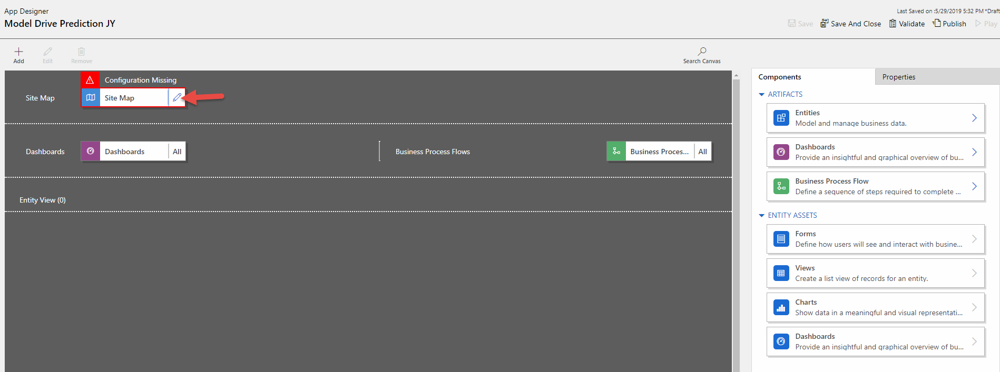 App Designer
Model Drive Prediction JY
Last Saved on :5/29/2019 5:32 PM *Draft
Save
Save And Close
Validate
Publish
Play
Add
Edit
Remove
Search Canvas
Configuration Missing
Site Map
Site Map
Dashboards
Dashboards
All
Business Process Flows
Business Proces...
All
Entity View (0)
Components
Properties
ARTIFACTS
Entities
Model and manage business data.
Dashboards
Provide an insightful and graphical overview of bu...
Business Process Flow
Define a sequence of steps required to complete ...
ENTITY ASSETS
Forms
Define how users will see and interact with busine...
Views
Create a list view of records for an entity.
Charts
Show data in a meaningful and visual representati...
Dashboards
Provide an insightful and graphical overview of bu...